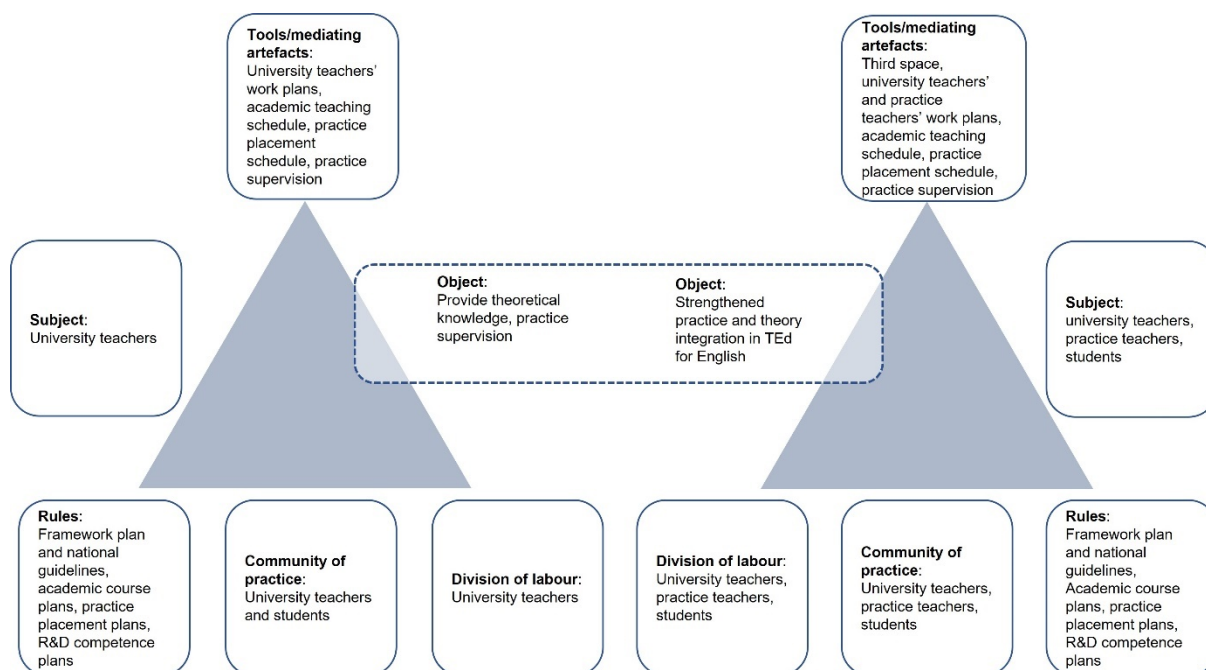 Tools/mediating
artefacts:
University teachers'
work plans,
academic teaching
schedule, practice
placement
schedule, practice
supervision
Tools/mediating
artefacts:
Third space,
university teachers'
and practice
teachers' work plans,
academic teaching
schedule, practice
placement schedule,
practice supervision
Subject:
University teachers
Object:
Provide theoretical
knowledge, practice
supervision
Object:
Strengthened
practice and theory
integration in TEd
for English
Subject:
university teachers,
practice teachers,
students
Rules:
Framework plan
and national
guidelines,
academic course
plans, practice
placement plans,
R&D competence
plans
Community of
practice:
University teachers
and students
Division of labour:
University teachers
Division of labour:
University teachers,
practice teachers,
students
Community of
practice:
University teachers,
practice teachers,
students
Rules:
Framework plan
and national
guidelines,
Academic course
plans, practice
placement plans,
R&D competence
plans